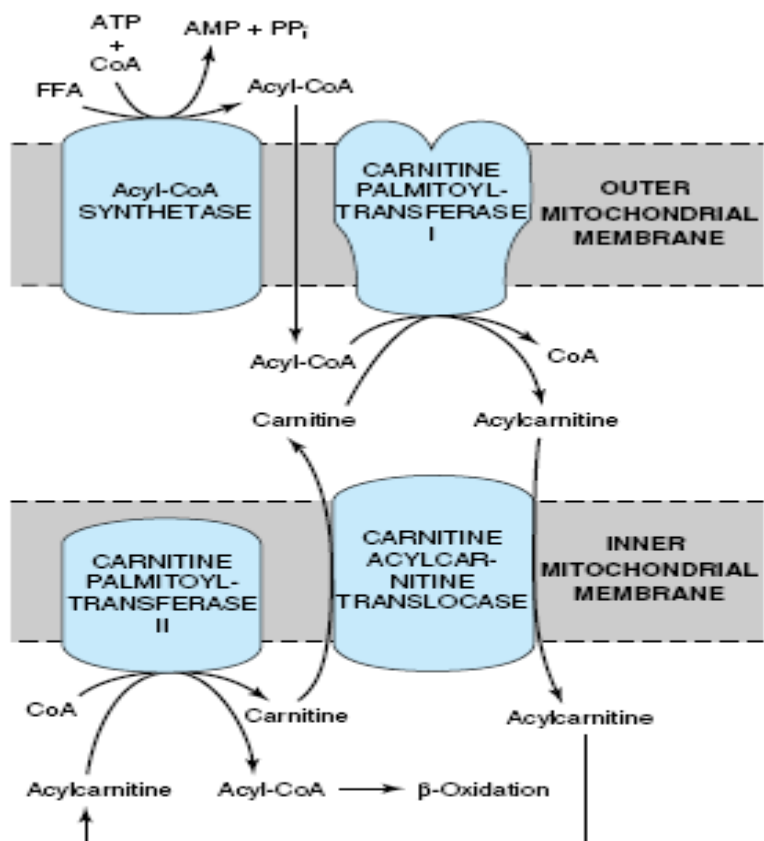 ATP
+
CoA
AMP + PPi
FFA
Acyl-CoA
Acyl-CoA
SYNTHETASE
CARNITINE
PALMITOYL-
TRANSFERASE
I
OUTER
MITOCHONDRIAL
MEMBRANE
Acyl-CoA
CoA
Carnitine
Acylcarnitine
CARNITINE
PALMITOYL-
TRANSFERASE
II
CARNITINE
ACYLCAR-
NITINE
TRANSLOCASE
INNER
MITOCHONDRIAL
MEMBRANE
CoA
Carnitine
Acylcarnitine
Acylcarnitine
Acyl-CoA
β-Oxidation